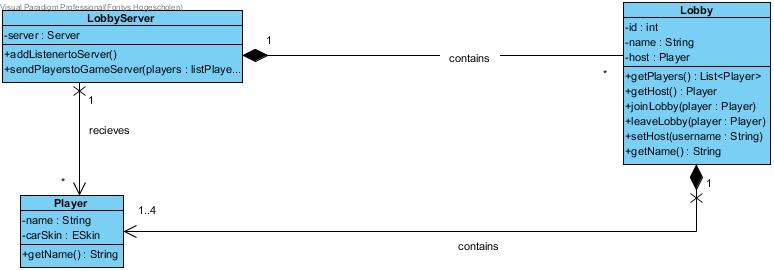 Visual Paradigm Professional(Fontys Hogescholen)
LobbyServer
-server : Server
+addListenertoServer()
+sendPlayerstoGameServer(players : listPlaye...
1
contains
*
Lobby
-id : int
-name : String
-host : Player
+getPlayers() : List<Player>
+getHost() : Player
+joinLobby(player : Player)
+leaveLobby(player : Player)
+setHost(username : String)
+getName() : String
1
recieves
*
1
Player
-name : String
-carSkin : ESkin
+getName() : String
1..4
contains